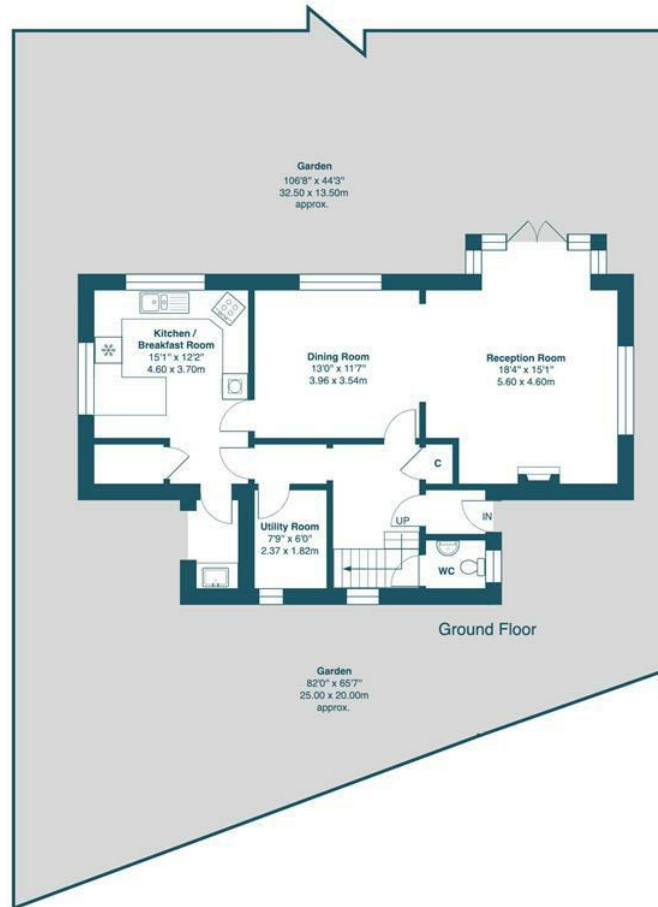 Garden
106'8" x 44'3"
32.50 x 13.50m
approx.
Kitchen /
Breakfast Room
15'1" x 12'2"
4.60 x 3.70m
Dining Room
13'0" x 11'7"
3.96 x 3.54m
Reception Room
18'4" x 15'1"
5.60 x 4.60m
C
Utility Room
7'9" x 6'0"
2.37 x 1.82m
UP
IN
WC
Ground Floor
Garden
82'0" x 65'7"
25.00 x 20.00m
approx.